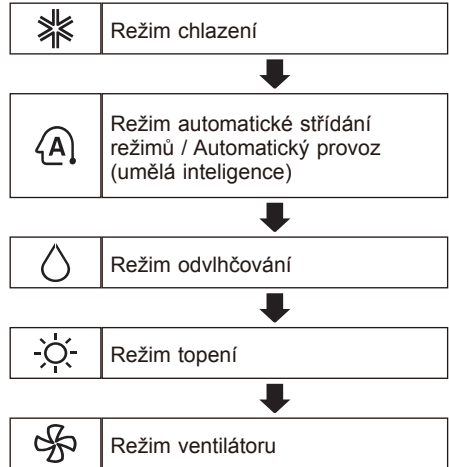 Režim chlazení
A
Režim automatické střídání
režimů / Automatický provoz
(umělá inteligence)
Režim odvlhčování
Režim topení
Režim ventilátoru